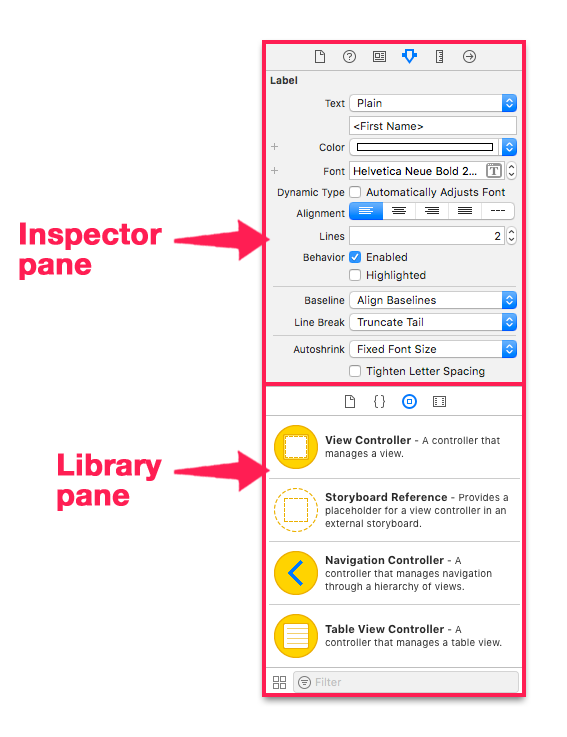 Label
Text Plain
<First Name>
+ Color
+ Font Helvetica Neue Bold 2... T
Dynamic Type Automatically Adjusts Font
Alignment
Lines 2
Behavior Enabled
Highlighted
Baseline Align Baselines
Line Break Truncate Tail
Autoshrink Fixed Font Size
Tighten Letter Spacing
Inspector
pane
{}
View Controller - A controller that
manages a view.
Storyboard Reference - Provides a
placeholder for a view controller in an
external storyboard.
Navigation Controller - A
controller that manages navigation
through a hierarchy of views.
Table View Controller - A
controller that manages a table view.
Filter
Library
pane